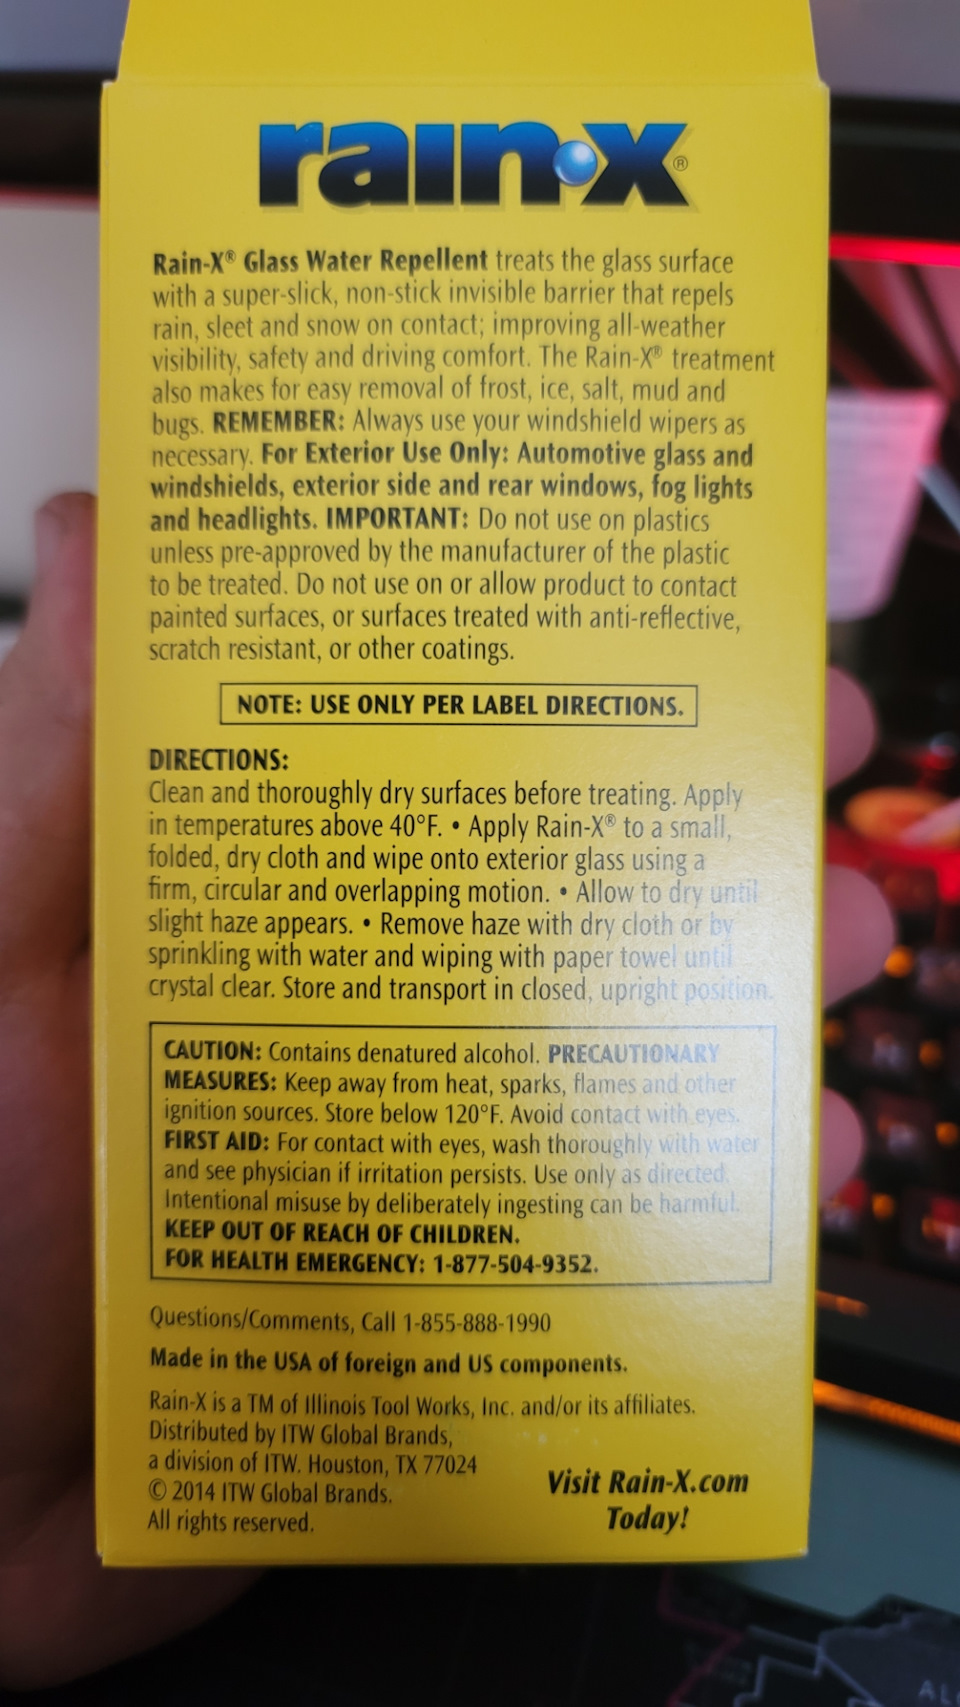 rain·x®
Rain-X® Glass Water Repellent treats the glass surface
with a super-slick, non-stick invisible barrier that repels
rain, sleet and snow on contact; improving all-weather
visibility, safety and driving comfort. The Rain-X® treatment
also makes for easy removal of frost, ice, salt, mud and
bugs. REMEMBER: Always use your windshield wipers as
necessary. For Exterior Use Only: Automotive glass and
windshields, exterior side and rear windows, fog lights
and headlights. IMPORTANT: Do not use on plastics
unless pre-approved by the manufacturer of the plastic
to be treated. Do not use on or allow product to contact
painted surfaces, or surfaces treated with anti-reflective,
scratch resistant, or other coatings.
NOTE: USE ONLY PER LABEL DIRECTIONS.
DIRECTIONS:
Clean and thoroughly dry surfaces before treating. Apply
in temperatures above 40°F. • Apply Rain-X® to a small,
folded, dry cloth and wipe onto exterior glass using a
firm, circular and overlapping motion. • Allow to dry until
slight haze appears. • Remove haze with dry cloth or by
sprinkling with water and wiping with paper towel until
crystal clear. Store and transport in closed, upright position.
CAUTION: Contains denatured alcohol. PRECAUTIONARY
MEASURES: Keep away from heat, sparks, flames and other
ignition sources. Store below 120°F. Avoid contact with eyes.
FIRST AID: For contact with eyes, wash thoroughly with water
and see physician if irritation persists. Use only as directed.
Intentional misuse by deliberately ingesting can be harmful.
KEEP OUT OF REACH OF CHILDREN.
FOR HEALTH EMERGENCY: 1-877-504-9352.
Questions/Comments, Call 1-855-888-1990
Made in the USA of foreign and US components.
Rain-X is a TM of Illinois Tool Works, Inc. and/or its affiliates.
Distributed by ITW Global Brands,
a division of ITW. Houston, TX 77024
© 2014 ITW Global Brands.
All rights reserved.
Visit Rain-X.com
Today!